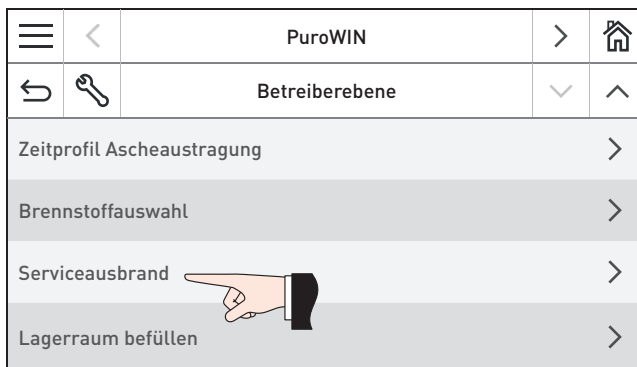 PuroWIN
Betreiberebene
Zeitprofil Ascheaustragung
Brennstoffauswahl
Serviceausbrand
Lagerraum befüllen